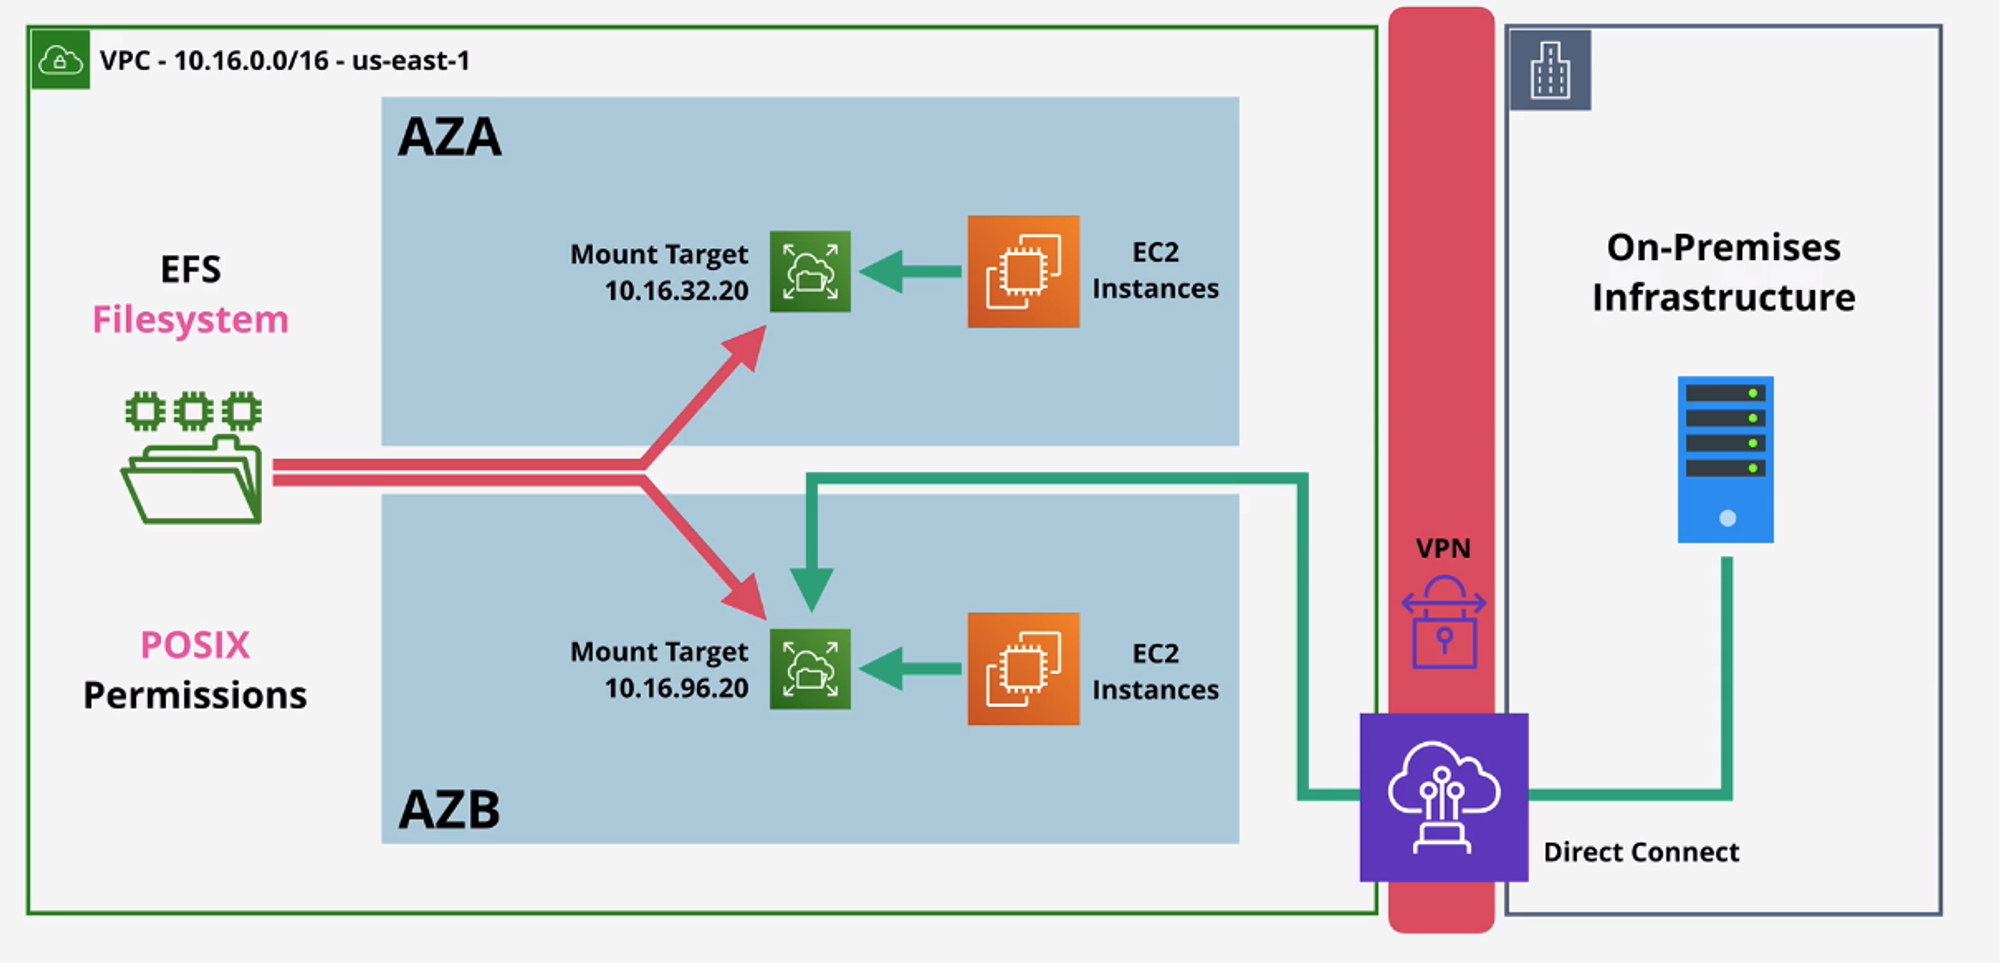 VPC - 10.16.0.0/16 - us-east-1
AZA
Mount Target
10.16.32.20
EC2
Instances
EFS
Filesystem
POSIX
Permissions
Mount Target
10.16.96.20
EC2
Instances
AZB
VPN
Direct Connect
On-Premises
Infrastructure